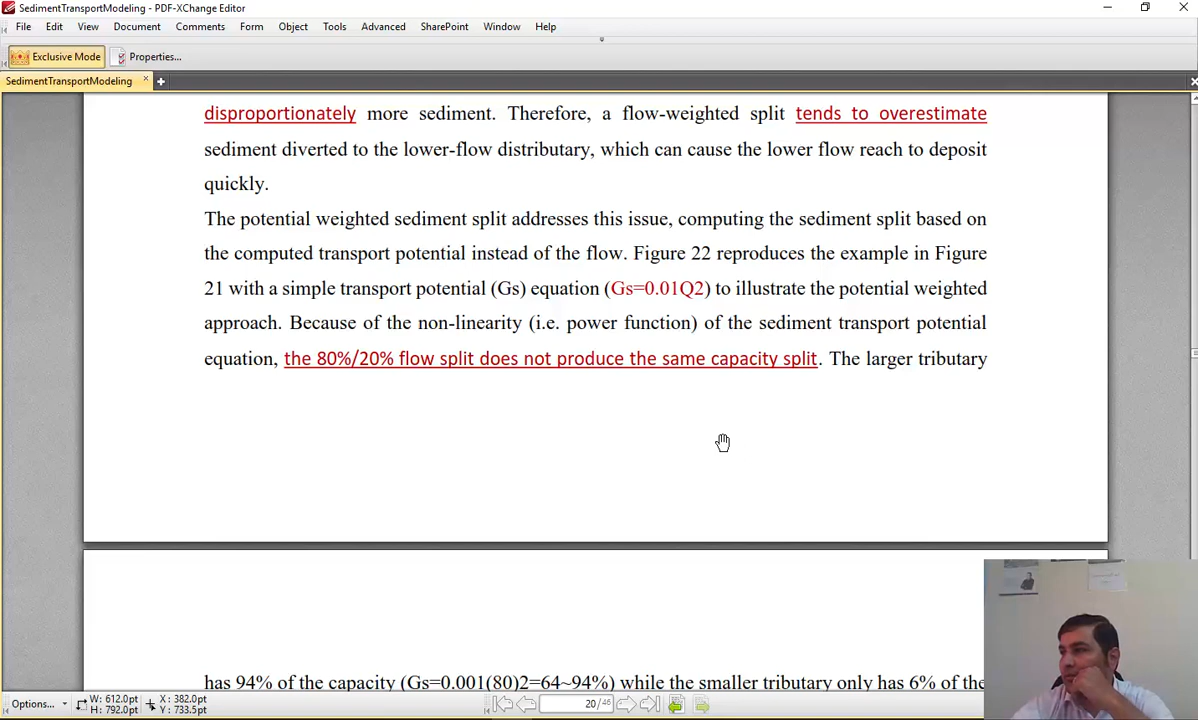 SedimentTransportModeling - PDF-XChange Editor
File Edit View Document Comments Form Object Tools Advanced SharePoint Window Help
Exclusive Mode Properties...
SedimentTransportModeling
disproportionately more sediment. Therefore, a flow-weighted split tends to overestimate
sediment diverted to the lower-flow distributary, which can cause the lower flow reach to deposit
quickly.
The potential weighted sediment split addresses this issue, computing the sediment split based on
the computed transport potential instead of the flow. Figure 22 reproduces the example in Figure
21 with a simple transport potential (Gs) equation (Gs=0.01Q2) to illustrate the potential weighted
approach. Because of the non-linearity (i.e. power function) of the sediment transport potential
equation, the 80%/20% flow split does not produce the same capacity split. The larger tributary
has 94% of the capacity (Gs=0.001(80)2=64~94%) while the smaller tributary only has 6% of the
Options... W: 612.0pt X: 382.0pt 20 / 46
H: 792.0pt Y: 733.5pt